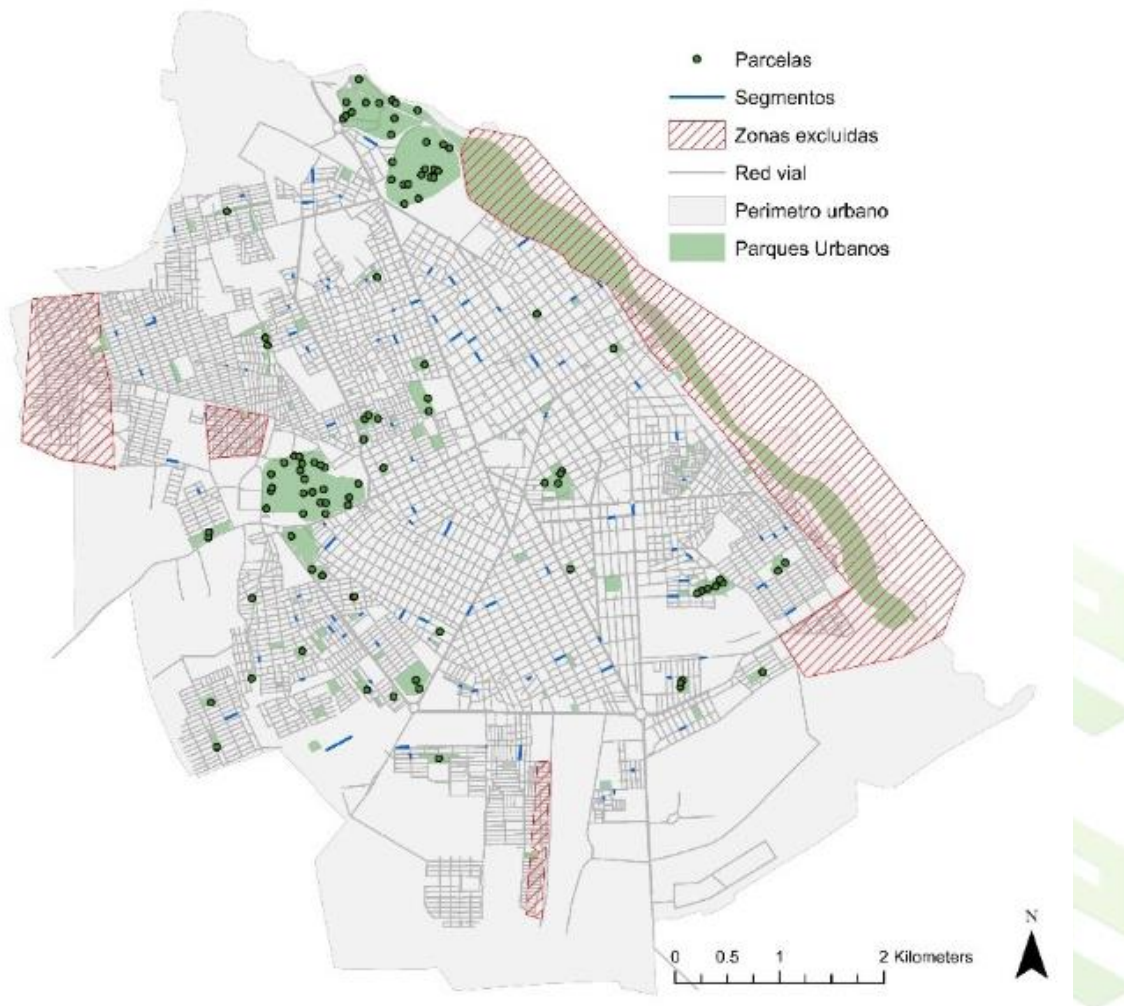 Parcelas
Segmentos
Zonas excluidas
Red vial
Perimetro urbano
Parques Urbanos
N
0 0.5 1 2 Kilometers